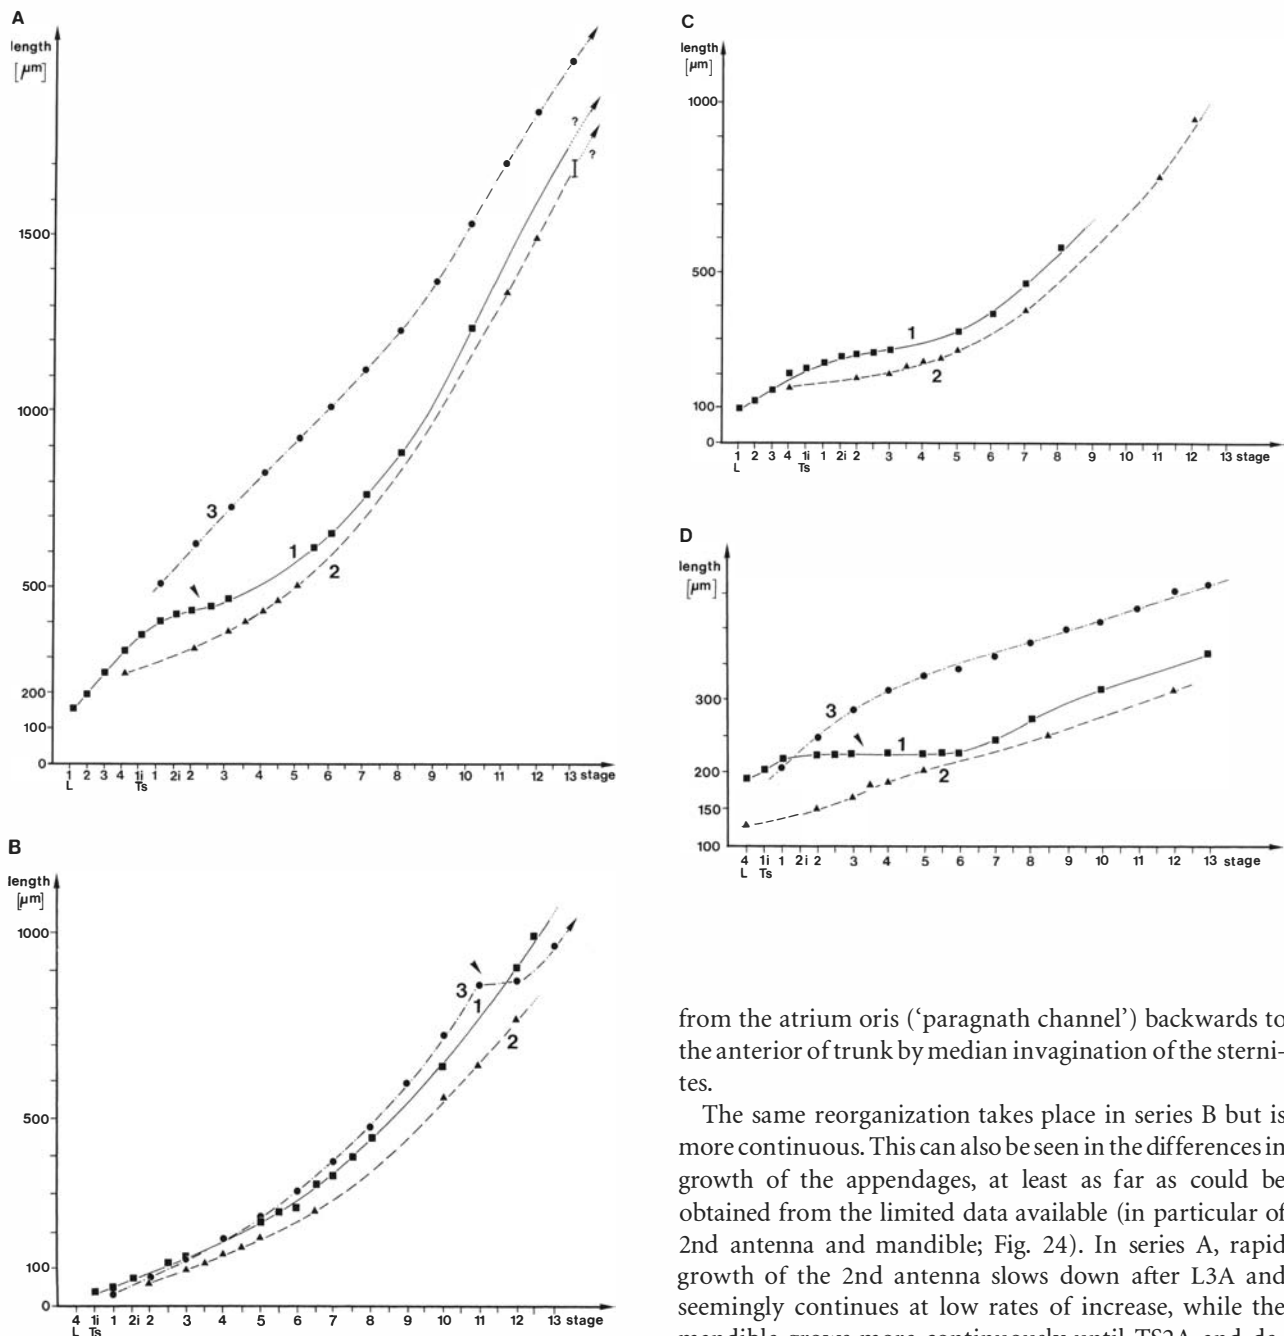 A
length
[µm]
1500
1000
500
200
100
0
3
1
2
?
?
1 2 3 4 1i 1 2i 2 3 4 5 6 7 8 9 10 11 12 13 stage
L Ts
B
length
[µm]
1000
500
100
0
3
1
2
4 1i 1 2i 2 3 4 5 6 7 8 9 10 11 12 13 stage
L Ts
C
length
[µm]
1000
500
100
0
1
2
1 2 3 4 1i 1 2i 2 3 4 5 6 7 8 9 10 11 12 13 stage
L Ts
D
length
[µm]
300
200
150
100
3
1
2
4 1i 1 2i 2 3 4 5 6 7 8 9 10 11 12 13 stage
L Ts
from the atrium oris (‘paragnath channel’) backwards to
the anterior of trunk by median invagination of the sterni-
tes.
The same reorganization takes place in series B but is
more continuous. This can also be seen in the differences in
growth of the appendages, at least as far as could be
obtained from the limited data available (in particular of
2nd antenna and mandible; Fig. 24). In series A, rapid
growth of the 2nd antenna slows down after L3A and
seemingly continues at low rates of increase, while the
mandible grows more continuously until TS2A and de-